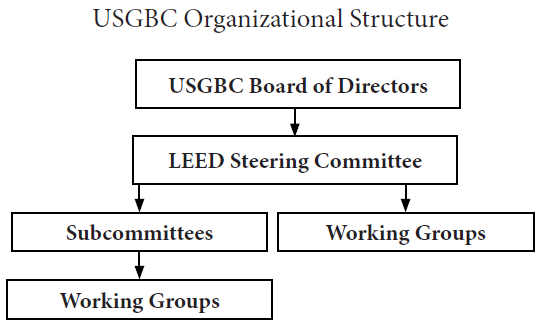 USGBC Organizational Structure
USGBC Board of Directors
LEED Steering Committee
Subcommittees
Working Groups
Working Groups